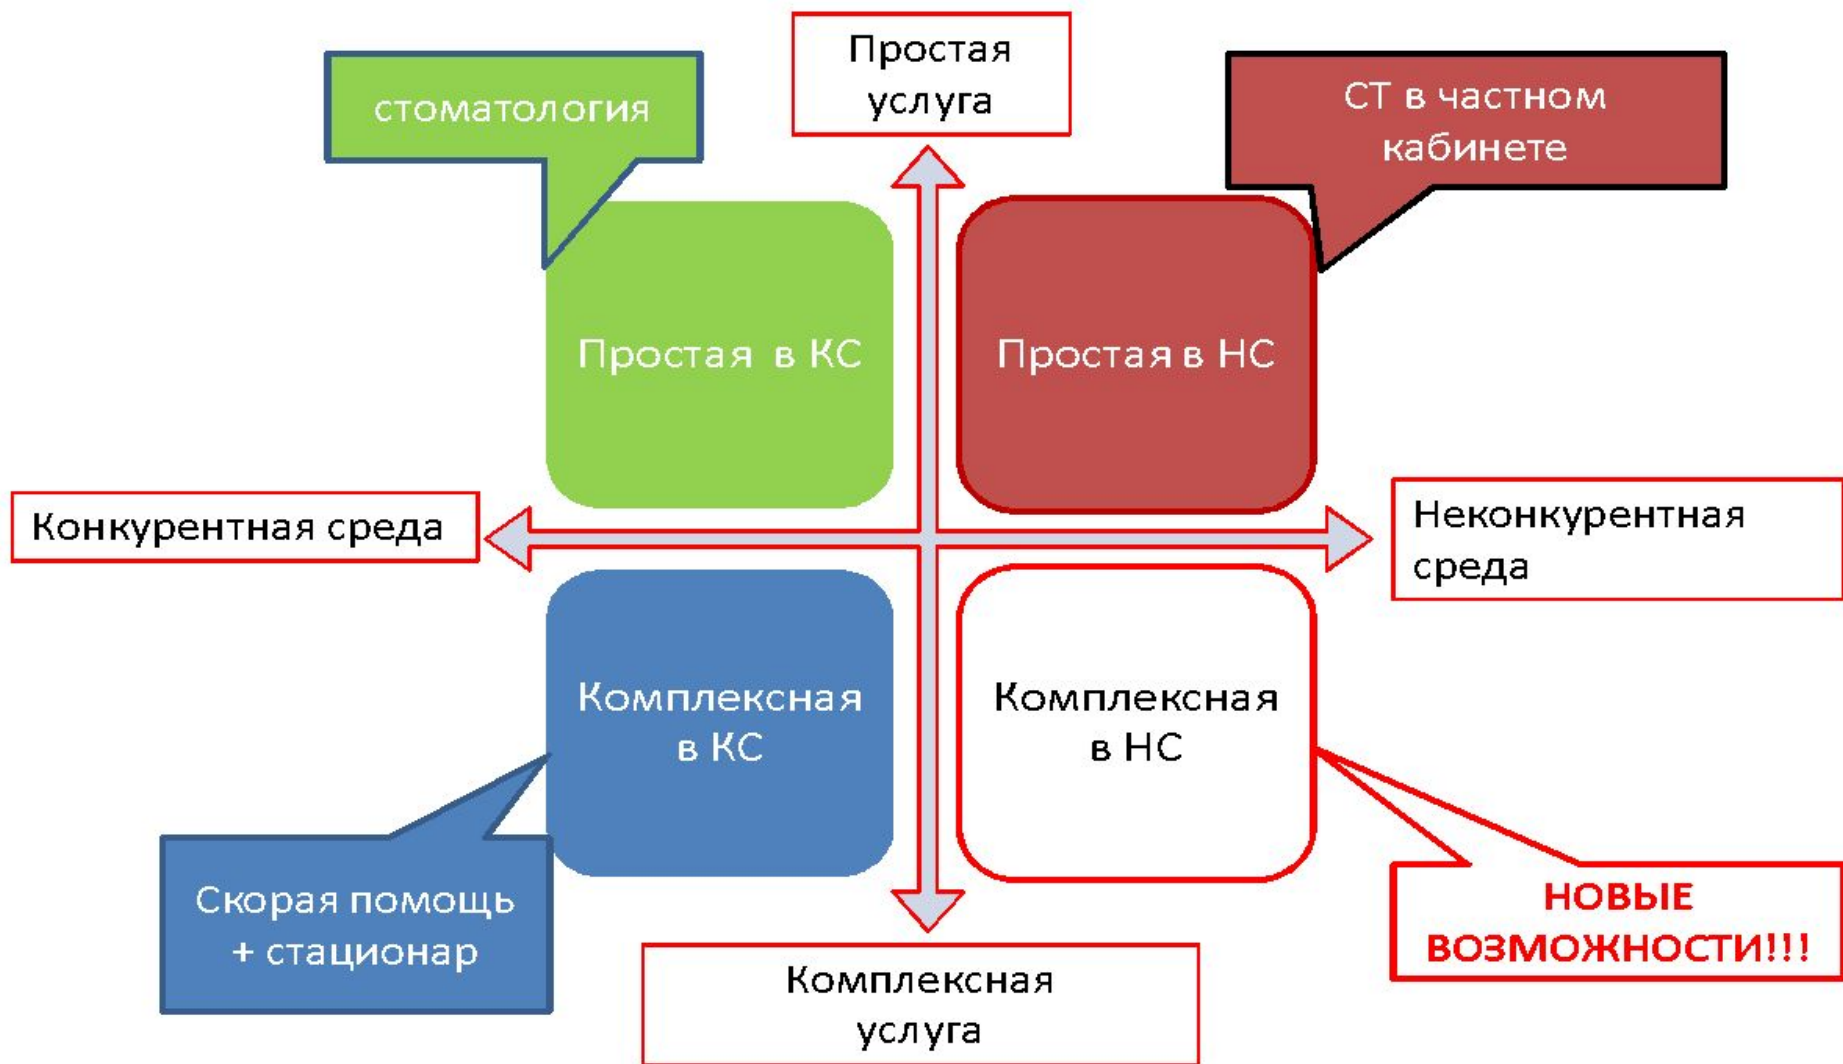 Простая
услуга
стоматология
СТ в частном
кабинете
Простая в КС
Простая в НС
Конкурентная среда
Неконкурентная
среда
Комплексная
в КС
Комплексная
в НС
Скорая помощь
+ стационар
НОВЫЕ
ВОЗМОЖНОСТИ!!!
Комплексная
услуга